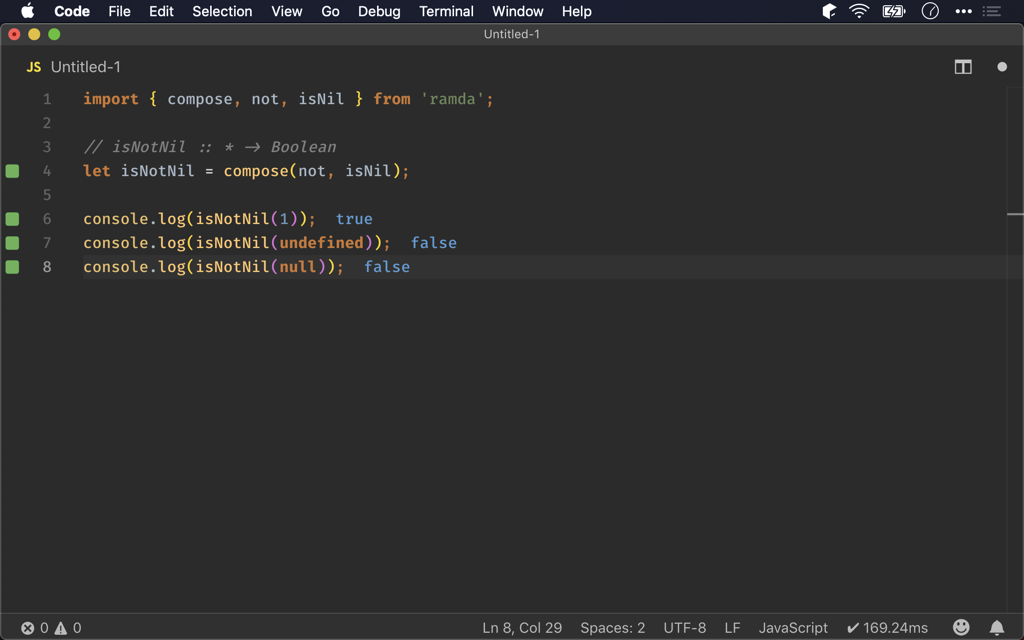 Code File Edit Selection View Go Debug Terminal Window Help
Untitled-1
JS Untitled-1
1 import { compose, not, isNil } from 'ramda';
2
3 // isNotNil :: * → Boolean
4 let isNotNil = compose(not, isNil);
5
6 console.log(isNotNil(1)); true
7 console.log(isNotNil(undefined)); false
8 console.log(isNotNil(null)); false
0 0 Ln 8, Col 29 Spaces: 2 UTF-8 LF JavaScript ✔ 169.24ms